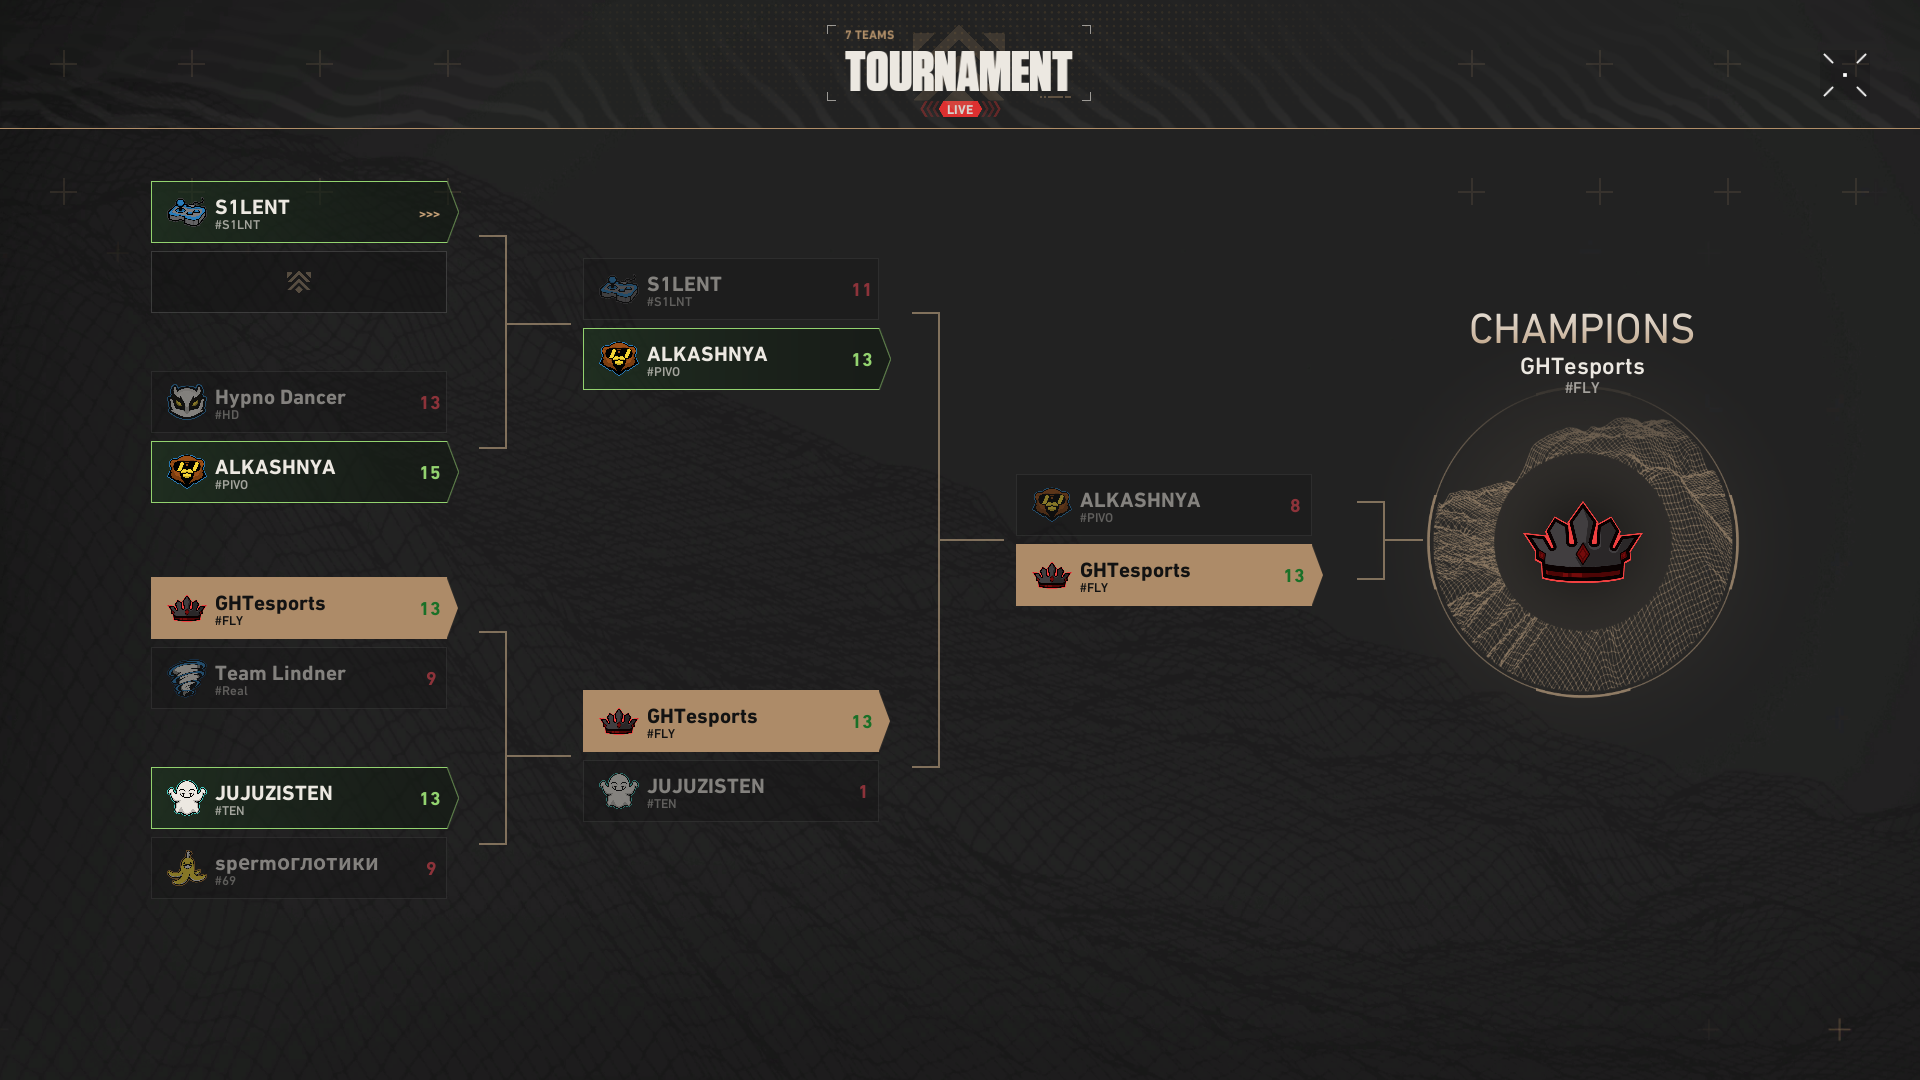 7 TEAMS
TOURNAMENT
LIVE
S1LENT
#S1LNT
>>>
Hypno Dancer
#HD
13
ALKASHNYA
#PIVO
15
GHTesports
#FLY
13
Team Lindner
#Real
9
JUJUZISTEN
#TEN
13
spermоглотики
#69
9
S1LENT
#S1LNT
11
ALKASHNYA
#PIVO
13
GHTesports
#FLY
13
JUJUZISTEN
#TEN
1
ALKASHNYA
#PIVO
8
GHTesports
#FLY
13
CHAMPIONS
GHTesports
#FLY